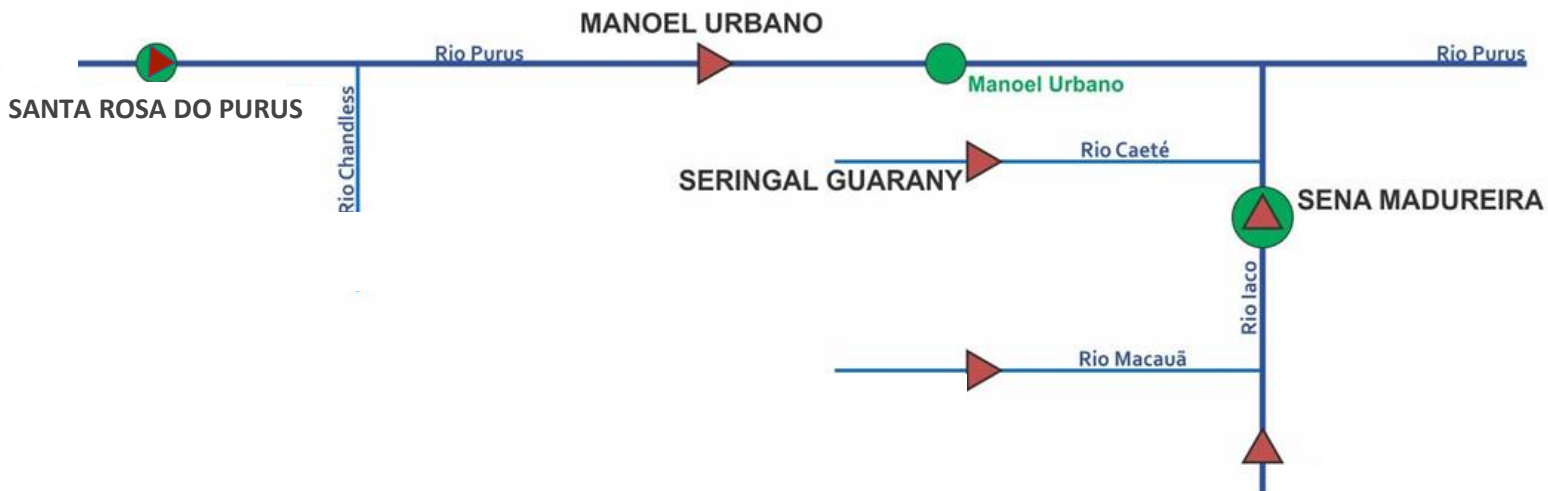 MANOEL URBANO
Rio Purus
Rio Purus
Manoel Urbano
SANTA ROSA DO PURUS
Rio Chandless
Rio Caeté
SERINGAL GUARANY
SENA MADUREIRA
Rio Iaco
Rio Macauã